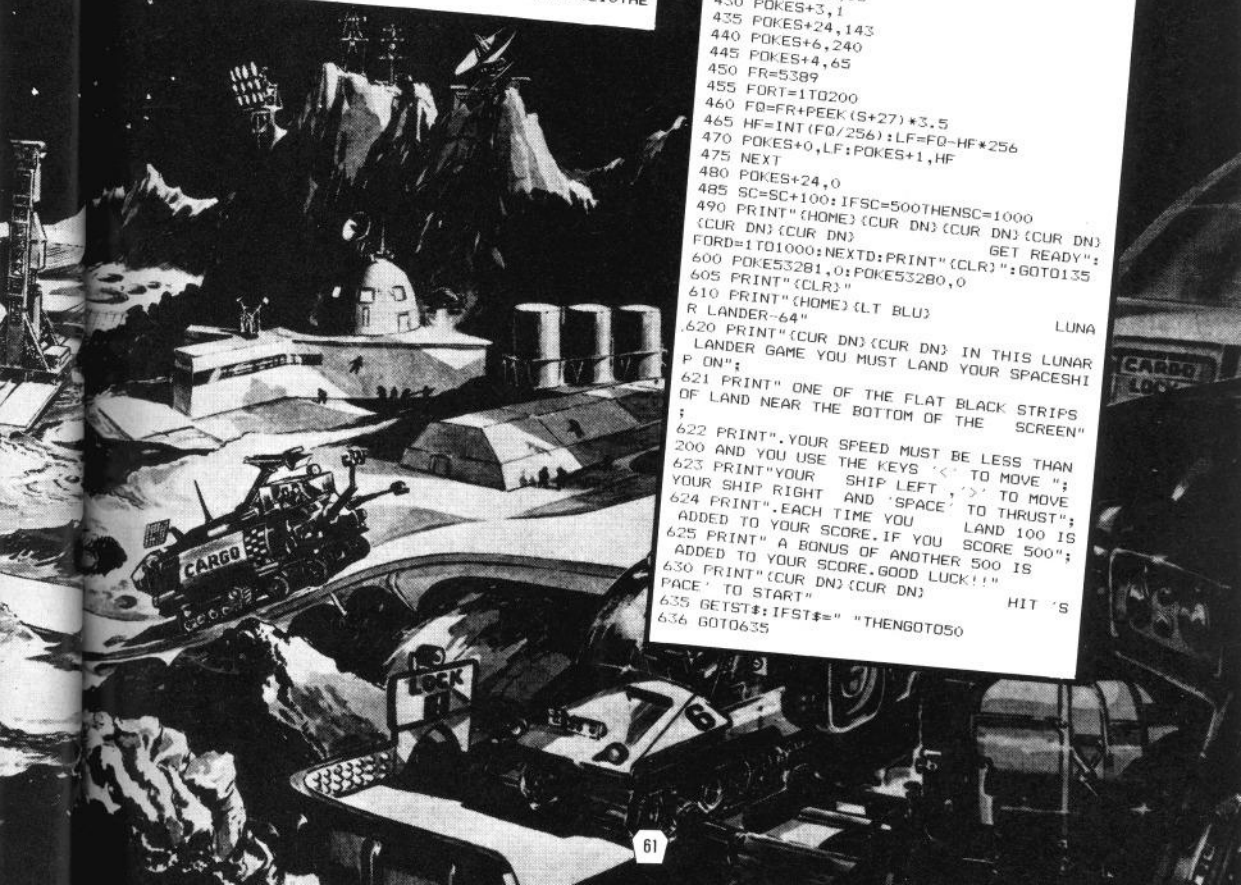 430 POKES+3,1
435 POKES+24,143
440 POKES+6,240
445 POKES+4,65
450 FR=5389
455 FORT=1TO200
460 FQ=FR+PEEK(S+27)*3.5
465 HF=INT(FQ/256):LF=FQ-HF*256
470 POKES+0,LF:POKES+1,HF
475 NEXT
480 POKES+24,0
485 SC=SC+100:IFSC=500THENSC=1000
490 PRINT"{HOME}{CUR DN}{CUR DN}{CUR DN}
{CUR DN}{CUR DN} GET READY":
FORD=1TO1000:NEXTD:PRINT"{CLR}":GOTO135
600 POKE53281,0:POKE53280,0
605 PRINT"{CLR}"
610 PRINT"{HOME}{LT BLU} LUNA
R LANDER-64"
.620 PRINT"{CUR DN}{CUR DN} IN THIS LUNAR
LANDER GAME YOU MUST LAND YOUR SPACESHI
P ON";
621 PRINT" ONE OF THE FLAT BLACK STRIPS
OF LAND NEAR THE BOTTOM OF THE SCREEN"
;
622 PRINT".YOUR SPEED MUST BE LESS THAN
200 AND YOU USE THE KEYS '<' TO MOVE ";
623 PRINT"YOUR SHIP LEFT ,'>' TO MOVE
YOUR SHIP RIGHT AND 'SPACE' TO THRUST";
624 PRINT".EACH TIME YOU LAND 100 IS
ADDED TO YOUR SCORE.IF YOU SCORE 500";
625 PRINT" A BONUS OF ANOTHER 500 IS
ADDED TO YOUR SCORE.GOOD LUCK!!"
630 PRINT"{CUR DN}{CUR DN} HIT 'S
PACE' TO START"
635 GETST$:IFST$=" "THENGOTO50
636 GOTO635
CARGO
LOCK
CARGO
LOCK
6
3
61